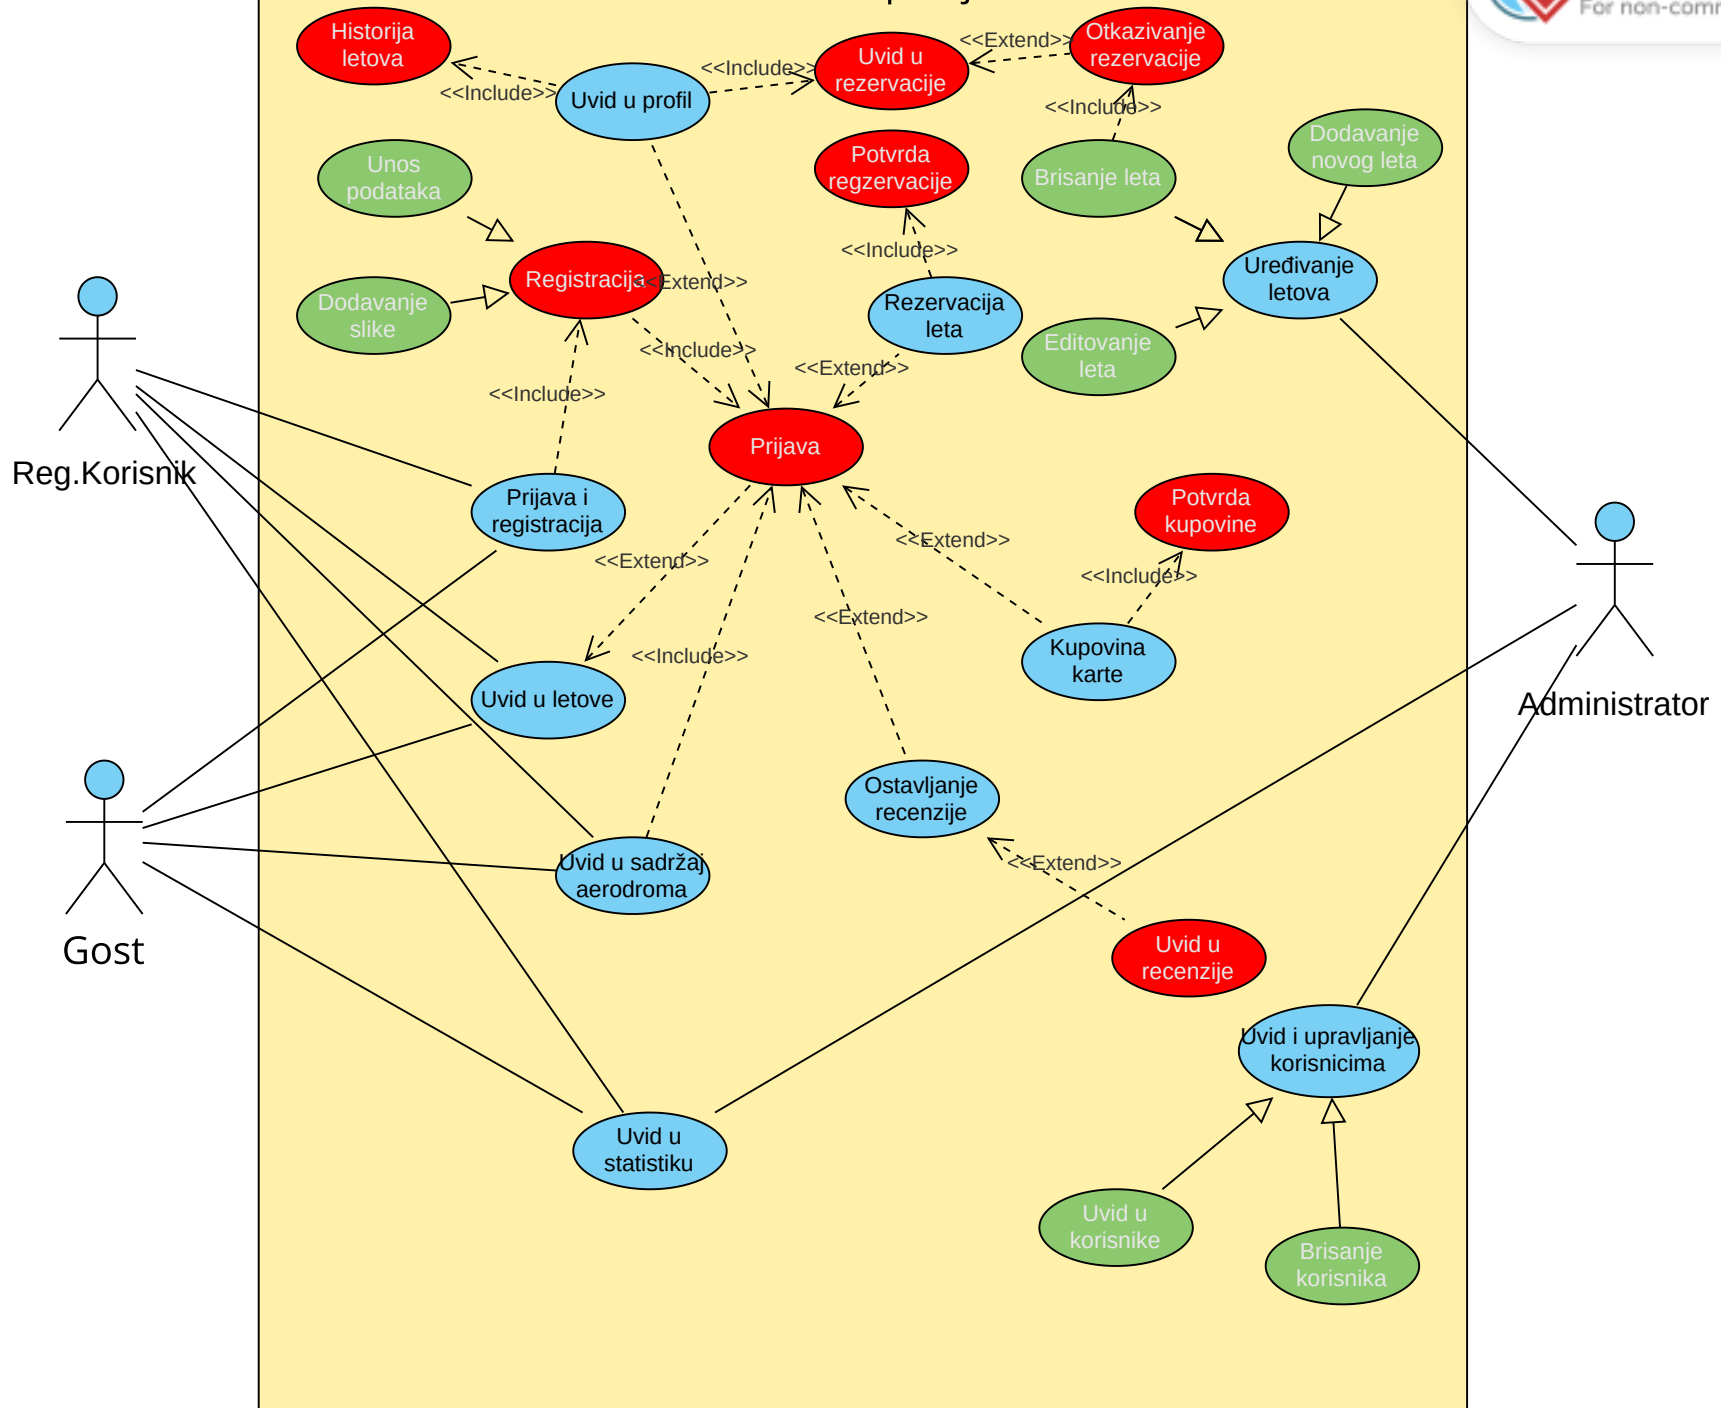 For non-comm
Historija
letova
<<Include>>
Uvid u profil
<<Include>>
Uvid u
rezervacije
<<Extend>>
Otkazivanje
rezervacije
<<Include>>
Unos
podataka
Potvrda
regzervacije
Brisanje leta
Dodavanje
novog leta
<<Include>>
Registracija
<<Extend>>
Uređivanje
letova
Dodavanje
slike
Rezervacija
leta
Editovanje
leta
<<Include>>
<<Extend>>
<<Include>>
Prijava
Reg.Korisnik
Prijava i
registracija
Potvrda
kupovine
<<Extend>>
<<Extend>>
<<Include>>
<<Extend>>
<<Include>>
Kupovina
karte
Uvid u letove
Administrator
Ostavljanje
recenzije
Uvid u sadržaj
aerodroma
<<Extend>>
Gost
Uvid u
recenzije
Uvid i upravljanje
korisnicima
Uvid u
statistiku
Uvid u
korisnike
Brisanje
korisnika